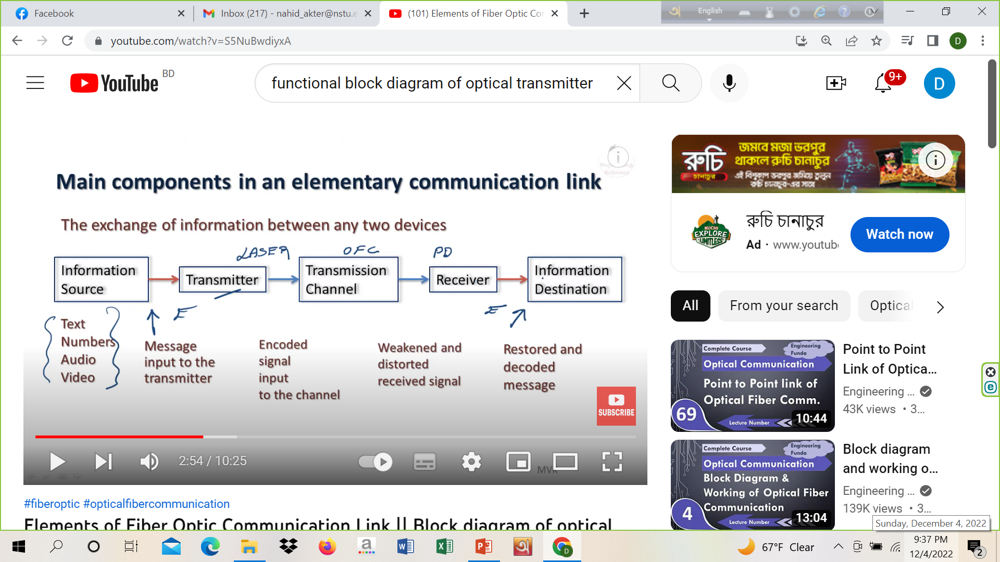 Facebook
Inbox (217) - nahid_akter@nstu.e
(101) Elements of Fiber Optic Cor
English
youtube.com/watch?v=S5NuBwdiyxA
D
YouTube BD
functional block diagram of optical transmitter
9+
D
Main components in an elementary communication link
The exchange of information between any two devices
LASER OFC PD
Information Source
Transmitter
Transmission Channel
Receiver
Information Destination
E E
Text
Numbers
Audio
Video
Message
input to the
transmitter
Encoded
signal
input
to the channel
Weakened and
distorted
received signal
Restored and
decoded
message
SUBSCRIBE
2:54 / 10:25
MVK
#fiberoptic #opticalfibercommunication
Elements of Fiber Optic Communication Link || Block diagram of optical
রুচি
চানাচুর
জমবে মজা ভরপুর
থাকলে রুচি চানাচুর
এই বিশ্বকাপ ভরপুর জমিয়ে তুলুন
রুচি চানাচুর-এর সাথে
RUCHI
EXPLORE
LIMITLESS
রুচি চানাচুর
Ad · www.youtub
Watch now
All
From your search
Optical
Complete Course
Engineering Funda
Optical Communication
Point to Point link of
Optical Fiber Comm.
69
Lecture Number
10:44
Point to Point
Link of Optica...
Engineering ...
43K views • 3...
Complete Course
Engineering Funda
Optical Communication
Block Diagram &
Working of Optical Fiber
Communication
4
Lecture Number
13:04
Block diagram
and working o...
Engineering ...
139K views • 3...
Sunday, December 4, 2022
67°F Clear
9:37 PM
12/4/2022
2